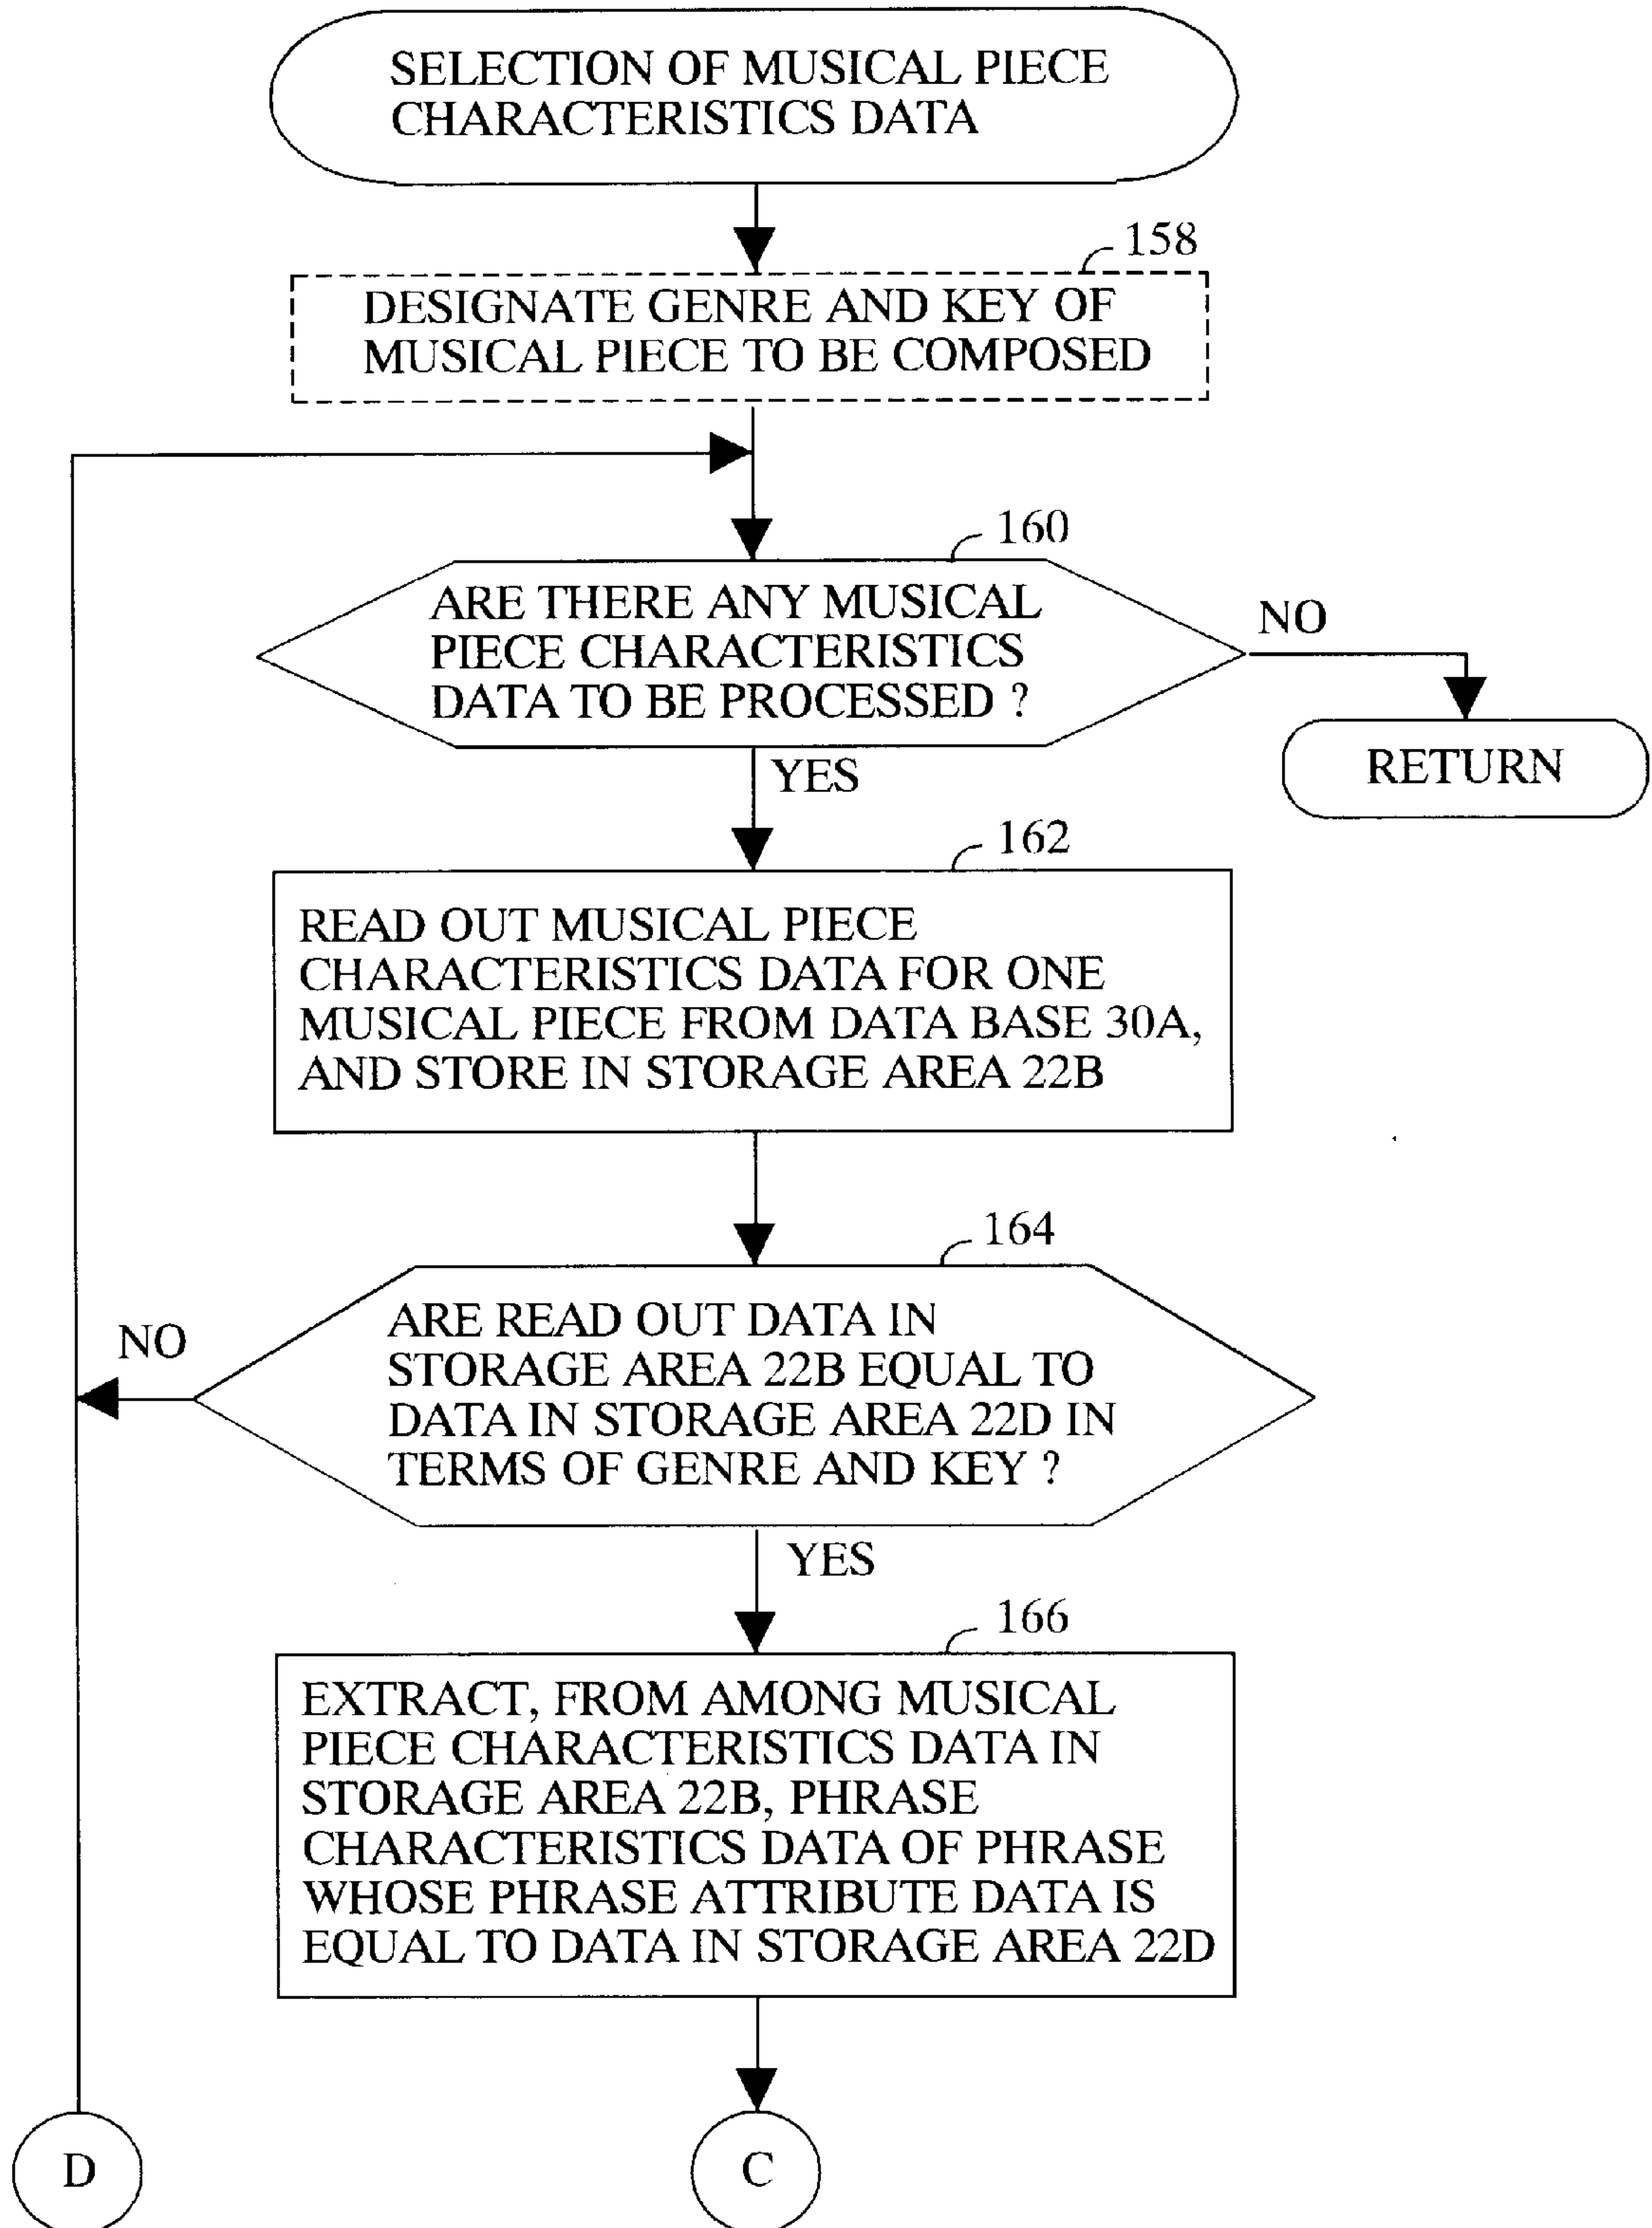 SELECTION OF MUSICAL PIECE
CHARACTERISTICS DATA
158
DESIGNATE GENRE AND KEY OF
MUSICAL PIECE TO BE COMPOSED
160
ARE THERE ANY MUSICAL
PIECE CHARACTERISTICS
DATA TO BE PROCESSED ?
NO
RETURN
YES
162
READ OUT MUSICAL PIECE
CHARACTERISTICS DATA FOR ONE
MUSICAL PIECE FROM DATA BASE 30A,
AND STORE IN STORAGE AREA 22B
164
ARE READ OUT DATA IN
STORAGE AREA 22B EQUAL TO
DATA IN STORAGE AREA 22D IN
TERMS OF GENRE AND KEY ?
NO
YES
166
EXTRACT, FROM AMONG MUSICAL
PIECE CHARACTERISTICS DATA IN
STORAGE AREA 22B, PHRASE
CHARACTERISTICS DATA OF PHRASE
WHOSE PHRASE ATTRIBUTE DATA IS
EQUAL TO DATA IN STORAGE AREA 22D
D
C